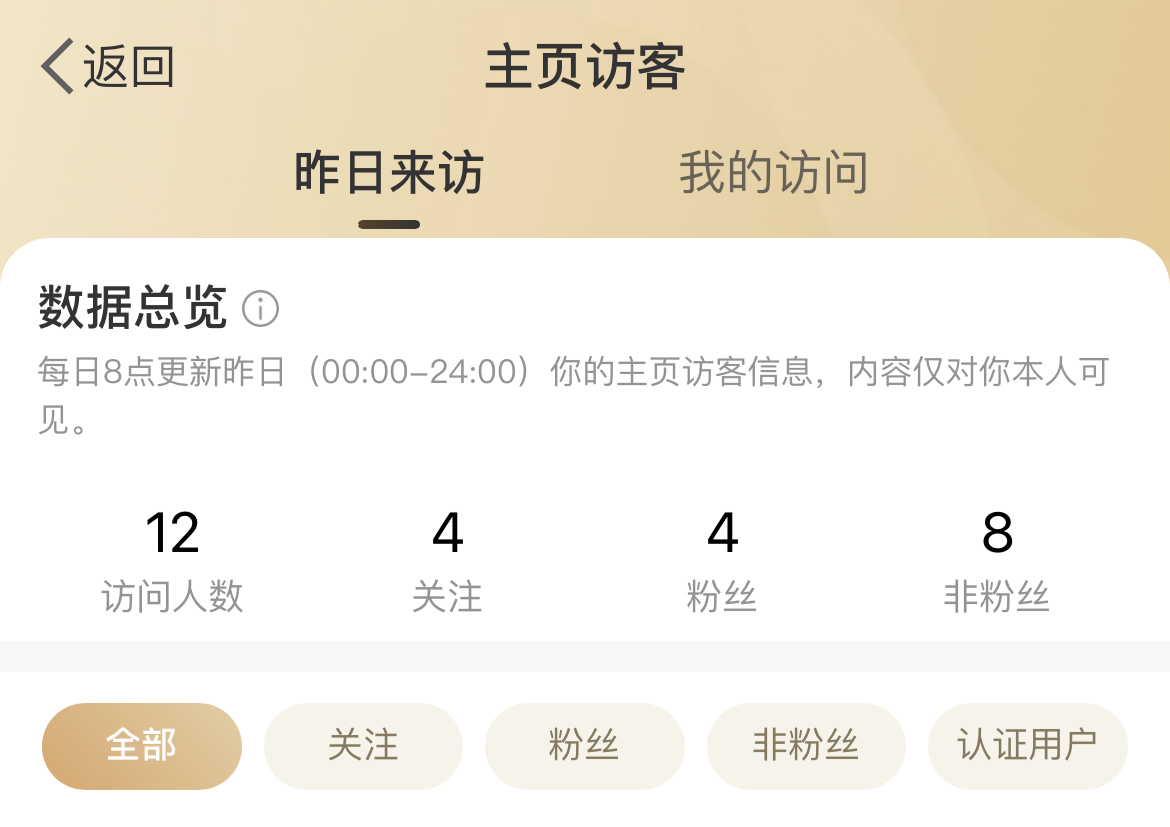 返回
主页访客
昨日来访
我的访问
数据总览
每日8点更新昨日（00:00-24:00）你的主页访客信息，内容仅对你本人可
见。
12
4
4
8
访问人数
关注
粉丝
非粉丝
全部
关注
粉丝
非粉丝
认证用户